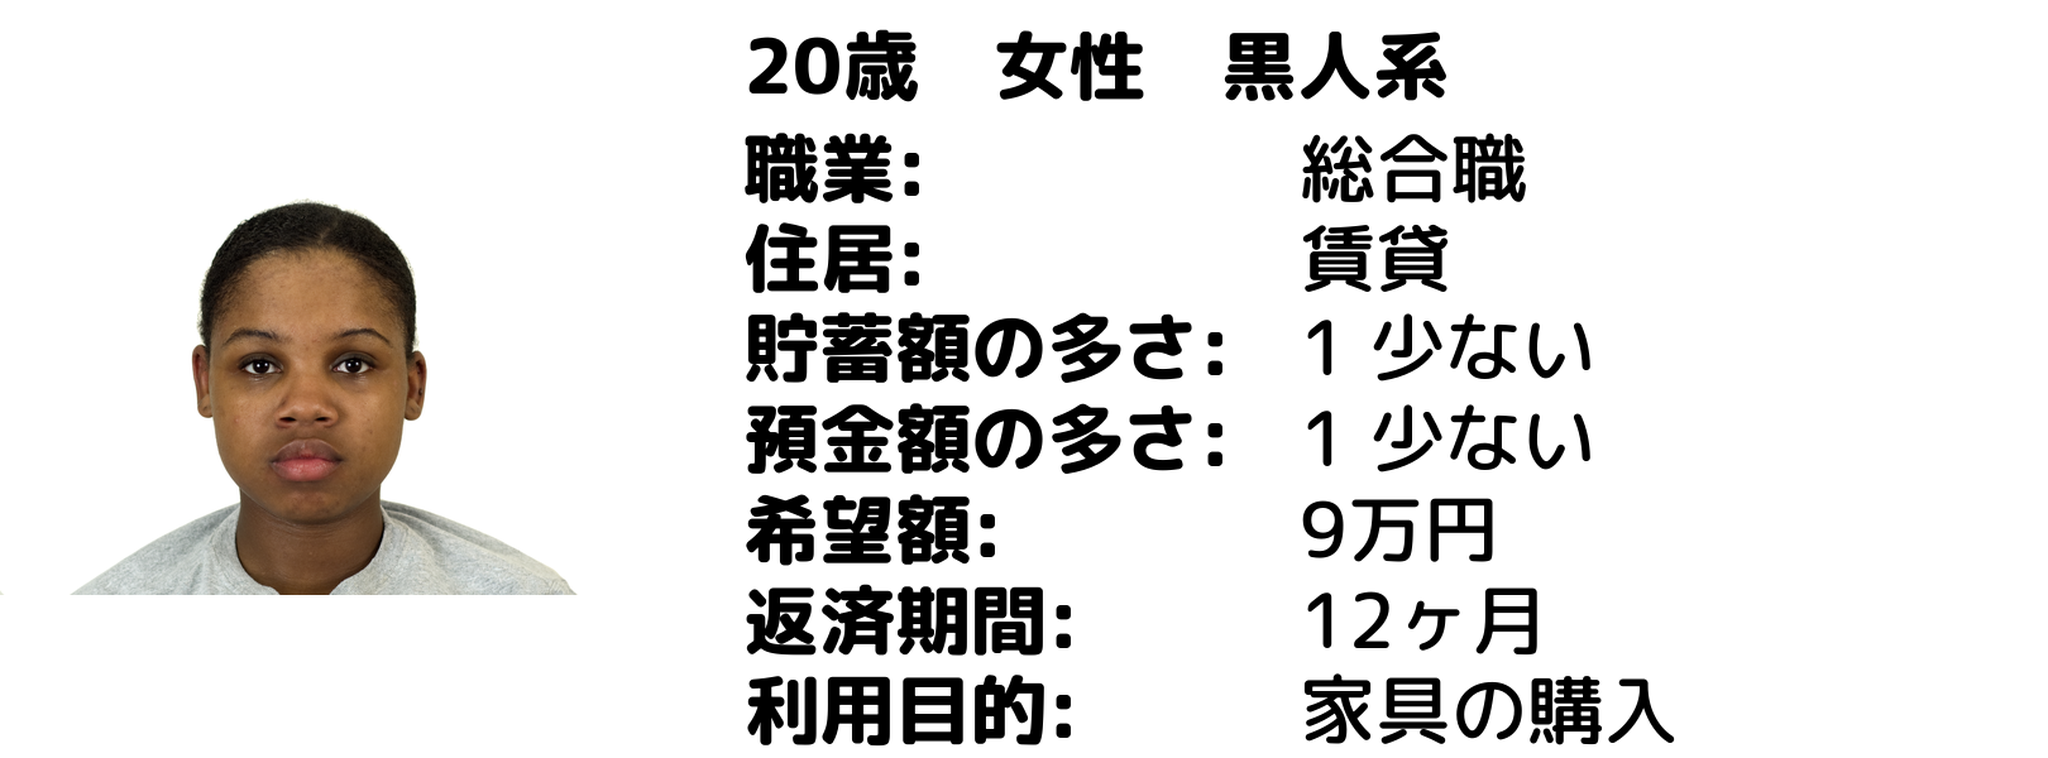 20歳　女性　黒人系
職業: 総合職
住居: 賃貸
貯蓄額の多さ: 1 少ない
預金額の多さ: 1 少ない
希望額: 9万円
返済期間: 12ヶ月
利用目的: 家具の購入